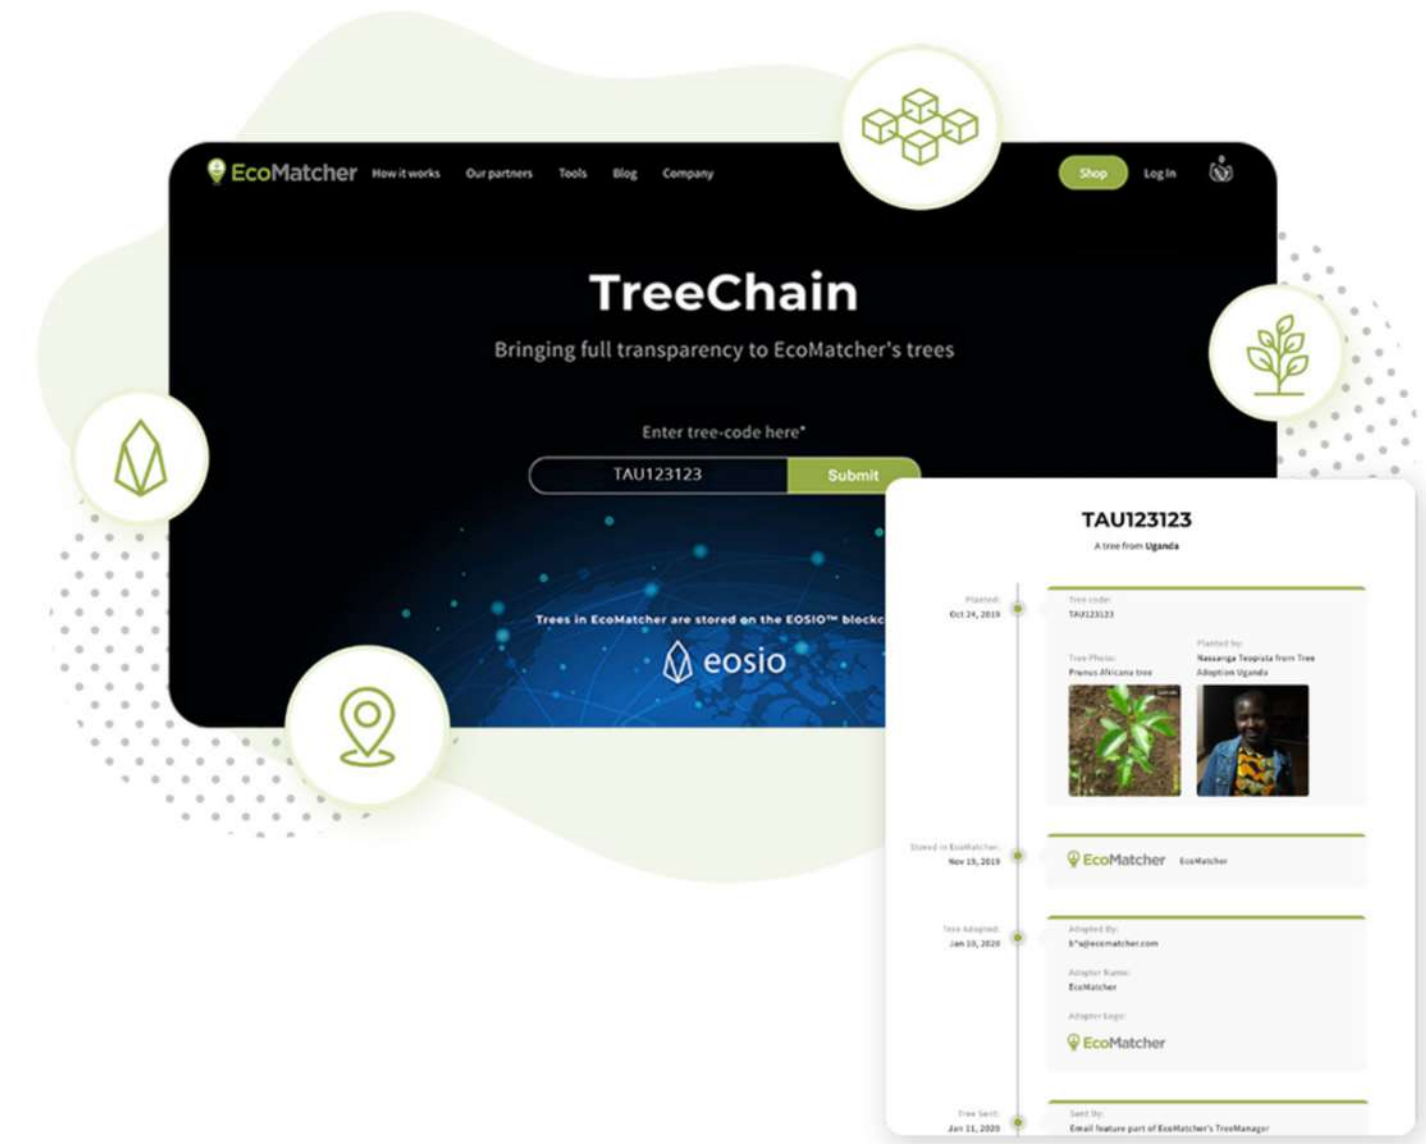 EcoMatcher How it works Our partners Tools Blog Company Shop Log In
TreeChain
Bringing full transparency to EcoMatcher's trees
Enter tree-code here*
TAU123123 Submit
Trees in EcoMatcher are stored on the EOSIO™ blockc
eosio
TAU123123
A tree from Uganda
Planted:
Oct 24, 2019
Tree code:
TAU123123
Tree Photo:
Prunus Africana tree
Planted by:
Nassanga Teopista from Tree
Adoption Uganda
Stored in EcoMatcher:
Nov 19, 2019
EcoMatcher EcoMatcher
Tree Adopted:
Jan 10, 2020
Adopted By:
b*s@ecomatcher.com
Adopter Name:
EcoMatcher
Adopter Logo:
EcoMatcher
Tree Sent:
Jan 11, 2020
Sent By:
Email feature part of EcoMatcher's TreeManager